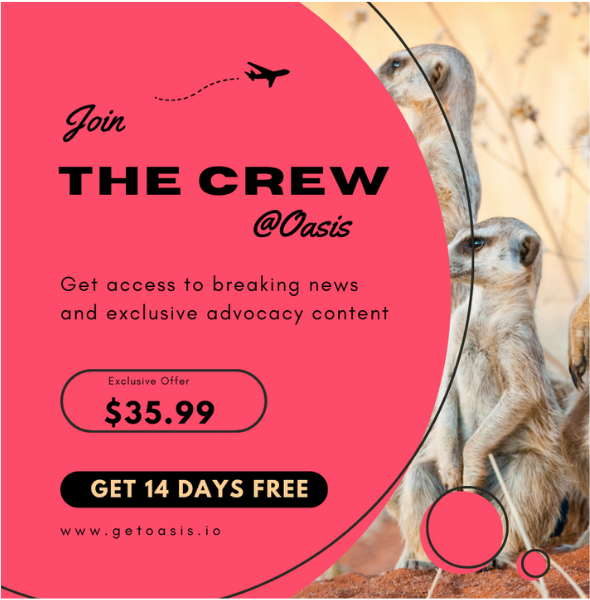 Join
THE CREW
@Oasis
Get access to breaking news
and exclusive advocacy content
Exclusive Offer
$35.99
GET 14 DAYS FREE
www.getoasis.io